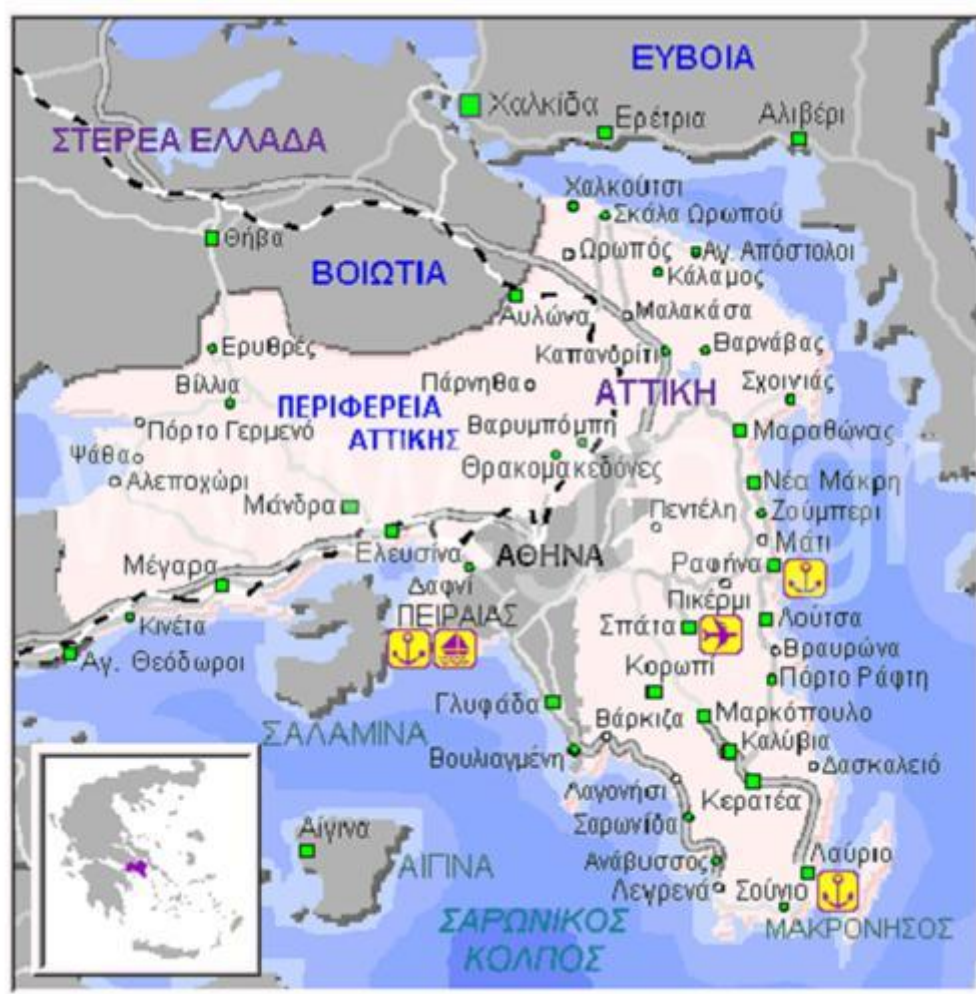 ΕΥΒΟΙΑ
Χαλκίδα
Ερέτρια
Αλιβέρι
ΣΤΕΡΕΑ ΕΛΛΑΔΑ
Χαλκούτσι
Σκάλα Ωρωπού
Θήβα
Ωρωπός
Αγ. Απόστολοι
ΒΟΙΩΤΙΑ
Κάλαμος
Αυλώνα
Μαλακάσα
Ερυθρές
Καπανδρίτι
Βαρνάβας
Βίλλια
Πάρνηθα
ΑΤΤΙΚΗ
Σχοινιάς
ΠΕΡΙΦΕΡΕΙΑ
ΑΤΤΙΚΗΣ
Πόρτο Γερμενό
Βαρυμπόμπη
Μαραθώνας
Ψάθα
Θρακομακεδόνες
Αλεποχώρι
Νέα Μάκρη
Μάνδρα
Πεντέλη
Ζούμπερι
Ελευσίνα
ΑΘΗΝΑ
Μάτι
Μέγαρα
Δαφνί
Ραφήνα
Πικέρμι
ΠΕΙΡΑΙΑΣ
Κινέτα
Σπάτα
Λούτσα
Βραυρώνα
Αγ. Θεόδωροι
Κορωπί
Πόρτο Ράφτη
Γλυφάδα
Μαρκόπουλο
ΣΑΛΑΜΙΝΑ
Βάρκιζα
Καλύβια
Βουλιαγμένη
Δασκαλειό
Λαγονήσι
Κερατέα
Σαρωνίδα
Αίγινα
ΑΙΓΙΝΑ
Ανάβυσσος
Λαύριο
Λεγρενά
Σούνιο
ΜΑΚΡΟΝΗΣΟΣ
ΣΑΡΩΝΙΚΟΣ
ΚΟΛΠΟΣ